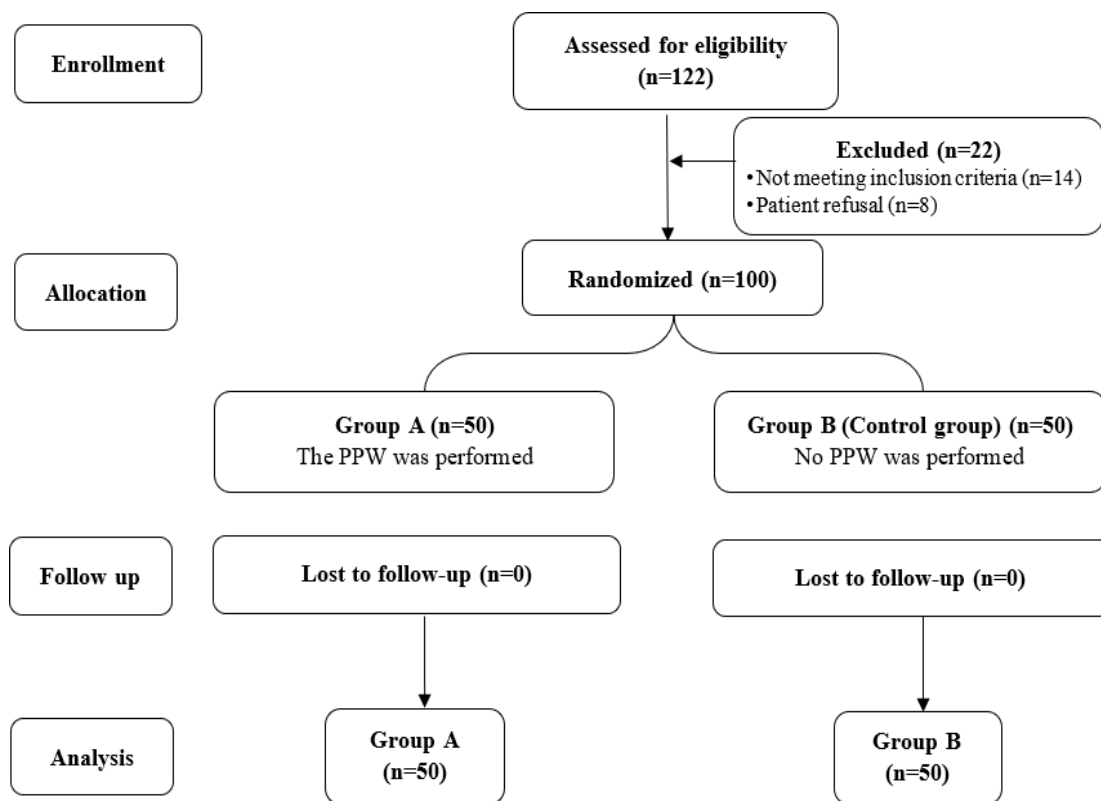 Enrollment
Assessed for eligibility
(n=122)
Excluded (n=22)
•Not meeting inclusion criteria (n=14)
•Patient refusal (n=8)
Allocation
Randomized (n=100)
Group A (n=50)
The PPW was performed
Group B (Control group) (n=50)
No PPW was performed
Follow up
Lost to follow-up (n=0)
Lost to follow-up (n=0)
Analysis
Group A
(n=50)
Group B
(n=50)